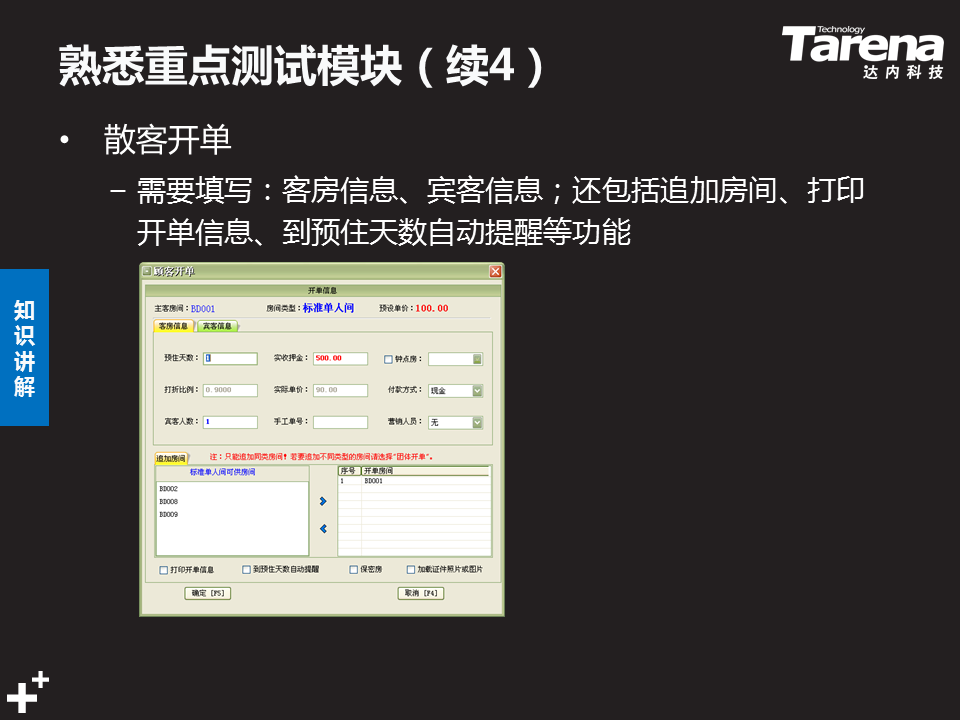 熟悉重点测试模块（续4）
Technology
Tarena
达内科技
• 散客开单
– 需要填写：客房信息、宾客信息；还包括追加房间、打印
开单信息、到预住天数自动提醒等功能
知识讲解
顾客开单
开单信息
主客房间：BD001 房间类型：标准单人间 预设单价：100.00
客房信息 宾客信息
预住天数：1 实收押金：500.00 钟点房：
打折比例：0.9000 实际单价：90.00 付款方式：现金
宾客人数：1 手工单号： 营销人员：无
追加房间 注：只能追加同类房间！若要追加不同类型的房间请选择"团体开单"。
标准单人间可供房间 序号 开单房间
1 BD001
BD002
BD008
BD009
打印开单信息 到预住天数自动提醒 保密房 加载证件照片或图片
确定 [F5] 取消 [F4]